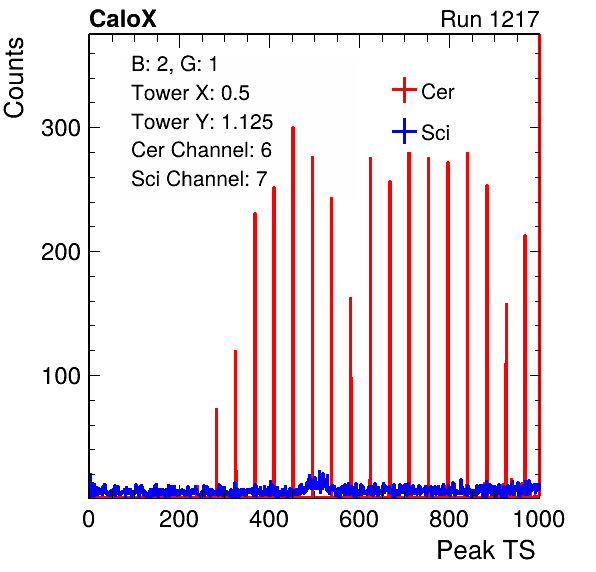 CaloX Run 1217
Counts
B: 2, G: 1
Tower X: 0.5
Tower Y: 1.125
Cer Channel: 6
Sci Channel: 7
Cer
Sci
300
200
100
0 200 400 600 800 1000
Peak TS